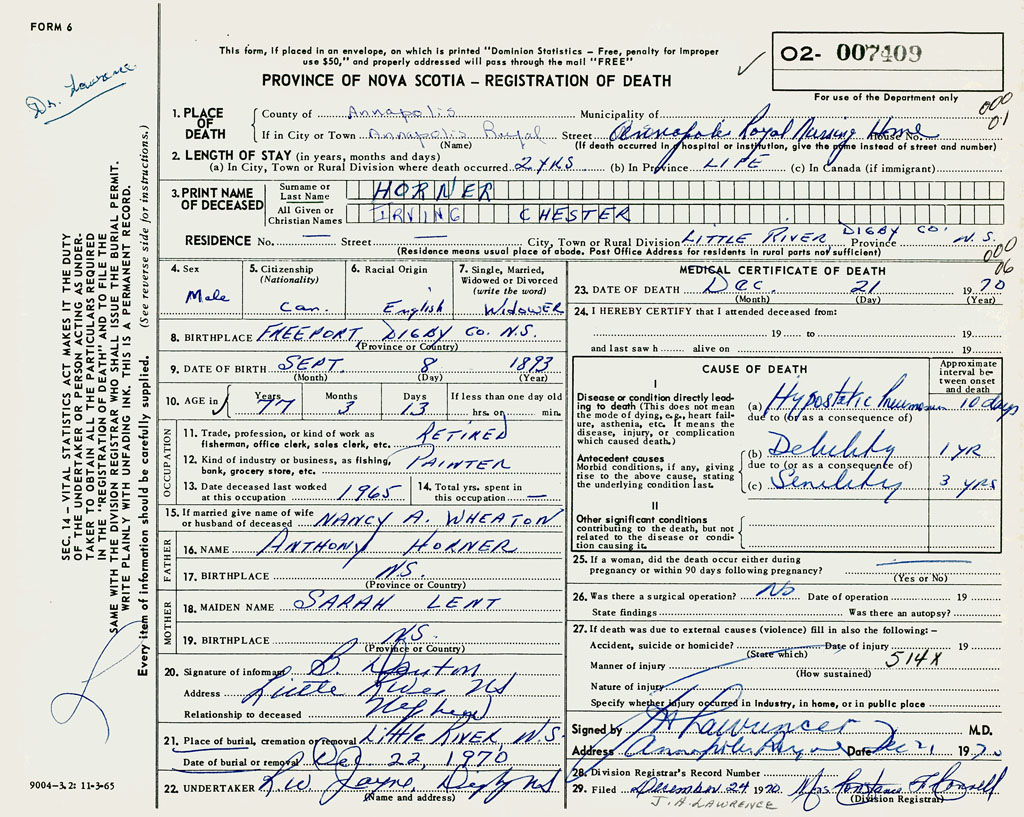 FORM 6
Dr. Lawrence
This form, if placed in an envelope, on which is printed "Dominion Statistics – Free, penalty for improper
use $50," and properly addressed will pass through the mail "FREE"
PROVINCE OF NOVA SCOTIA – REGISTRATION OF DEATH
02- 007409
For use of the Department only
000
01
1. PLACE OF DEATH
County of Annapolis Municipality of
If in City or Town Annapolis Royal Street Annapolis Royal Nursing Home House No.
(Name) (If death occurred in hospital or institution, give the name instead of street and number)
2. LENGTH OF STAY (in years, months and days)
(a) In City, Town or Rural Division where death occurred 2 YRS (b) In Province LIFE (c) In Canada (if immigrant)
3. PRINT NAME OF DECEASED
Surname or Last Name HORNER
All Given or Christian Names IRVING CHESTER
RESIDENCE No. — Street — City, Town or Rural Division LITTLE RIVER DIGBY CO. Province N.S.
(Residence means usual place of abode. Post Office Address for residents in rural parts not sufficient)
000
06
4. Sex
Male
5. Citizenship
(Nationality)
Can.
6. Racial Origin
English
7. Single, Married,
Widowed or Divorced
(write the word)
WIDOWER
8. BIRTHPLACE FREEPORT DIGBY CO. N.S.
(Province or Country)
9. DATE OF BIRTH SEPT. 8 1893
(Month) (Day) (Year)
10. AGE in Years 77 Months 3 Days 13 If less than one day old
hrs. or min.
OCCUPATION
11. Trade, profession, or kind of work as
fisherman, office clerk, sales clerk, etc. RETIRED
12. Kind of industry or business, as fishing,
bank, grocery store, etc. PAINTER
13. Date deceased last worked
at this occupation 1965
14. Total yrs. spent in
this occupation —
15. If married give name of wife
or husband of deceased NANCY A. WHEATON
FATHER
16. NAME ANTHONY HORNER
17. BIRTHPLACE N.S.
(Province or Country)
MOTHER
18. MAIDEN NAME SARAH LENT
19. BIRTHPLACE N.S.
(Province or Country)
20. Signature of informant B.
Address Little River NS
Relationship to deceased Nephew
21. Place of burial, cremation or removal LITTLE RIVER, N.S.
Date of burial or removal Dec. 22, 1970
22. UNDERTAKER Jayne, Digby NS
(Name and address)
MEDICAL CERTIFICATE OF DEATH
23. DATE OF DEATH Dec. 21 1970
(Month) (Day) (Year)
24. I HEREBY CERTIFY that I attended deceased from:
19 to 19
and last saw h alive on 19
CAUSE OF DEATH
Approximate interval between onset and death
I
Disease or condition directly leading to death (This does not mean the mode of dying, e.g., heart failure, asthenia, etc. It means the disease, injury, or complication which caused death.)
(a) Hypostatic Pneumonia 10 days
due to (or as a consequence of)
Antecedent causes
Morbid conditions, if any, giving rise to the above cause, stating the underlying condition last.
(b) Debility 1 YR
due to (or as a consequence of)
(c) Senility 3 yrs
II
Other significant conditions
contributing to the death, but not related to the disease or condition causing it.
25. If a woman, did the death occur either during
pregnancy or within 90 days following pregnancy?
(Yes or No)
26. Was there a surgical operation? No Date of operation 19
State findings Was there an autopsy?
27. If death was due to external causes (violence) fill in also the following: –
Accident, suicide or homicide? Date of injury 19
(State which)
514X
Manner of injury
(How sustained)
Nature of injury
Specify whether injury occurred in industry, in home, or in public place
Signed by Lawrence M.D.
Address Annapolis Royal Date Dec 21 1970
28. Division Registrar's Record Number
29. Filed December 24 1970 Mrs Constance
(Division Registrar)
J. A. LAWRENCE
SEC. 14 – VITAL STATISTICS ACT MAKES IT THE DUTY
OF THE UNDERTAKER OR PERSON ACTING AS UNDER-
TAKER TO OBTAIN ALL THE PARTICULARS REQUIRED
IN THE "REGISTRATION OF DEATH" AND TO FILE THE
SAME WITH THE DIVISION REGISTRAR WHO SHALL ISSUE THE BURIAL PERMIT.
WRITE PLAINLY WITH UNFADING INK. THIS IS A PERMANENT RECORD.
Every item of information should be carefully supplied. (See reverse side for instructions.)
9004-3.2: 11-3-65